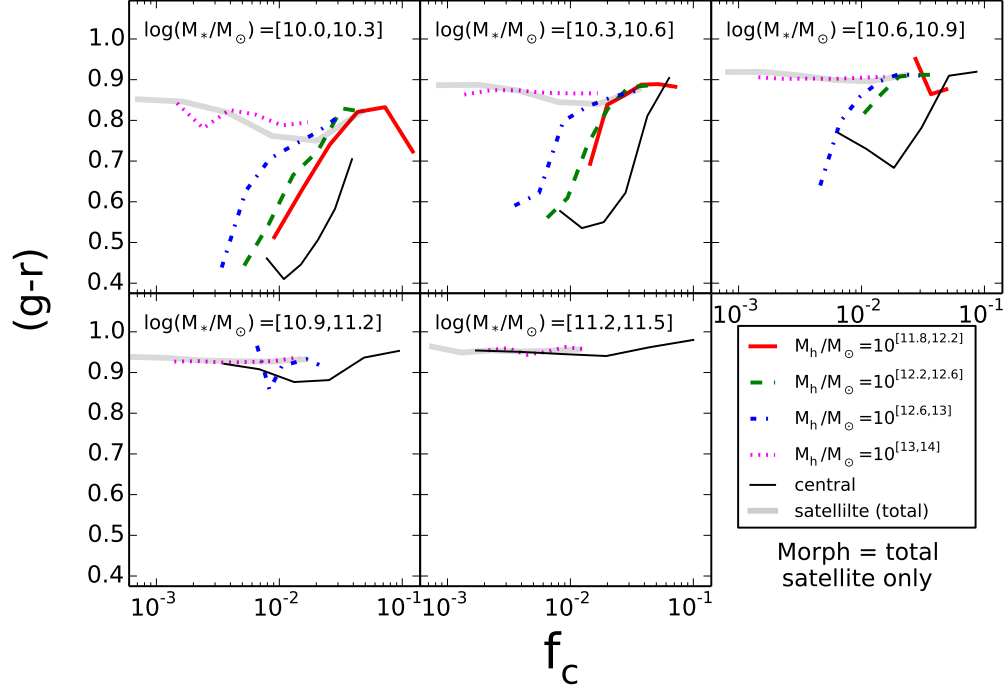 log(M*/M⊙)=[10.0,10.3]
log(M*/M⊙)=[10.3,10.6]
log(M*/M⊙)=[10.6,10.9]
1.0
0.9
0.8
0.7
0.6
0.5
0.4
10⁻³ 10⁻² 10⁻¹
log(M*/M⊙)=[10.9,11.2]
log(M*/M⊙)=[11.2,11.5]
1.0
0.9
0.8
0.7
0.6
0.5
0.4
10⁻³ 10⁻² 10⁻¹
10⁻³ 10⁻² 10⁻¹
(g-r)
f_c
M_h/M⊙=10^[11.8,12.2]
M_h/M⊙=10^[12.2,12.6]
M_h/M⊙=10^[12.6,13]
M_h/M⊙=10^[13,14]
central
satellilte (total)
Morph = total
satellite only